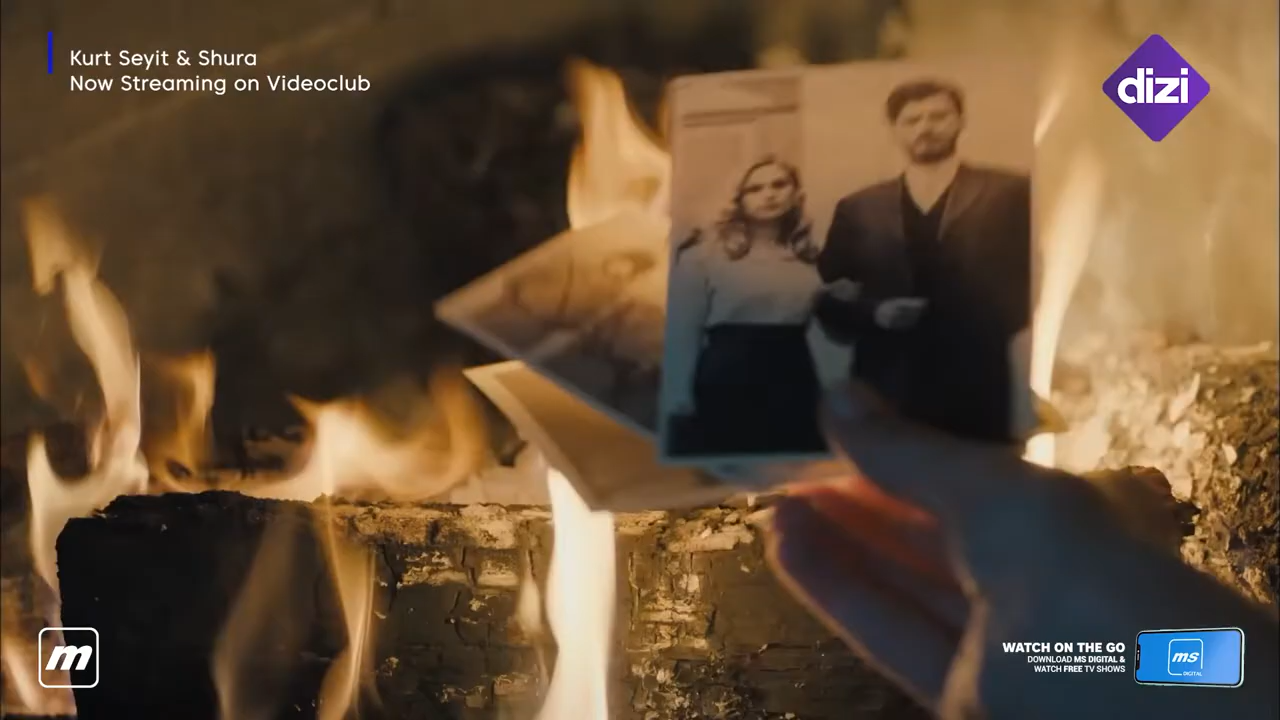 Kurt Seyit & Shura
Now Streaming on Videoclub
dizi
m
WATCH ON THE GO
DOWNLOAD MS DIGITAL &
WATCH FREE TV SHOWS
ms
DIGITAL